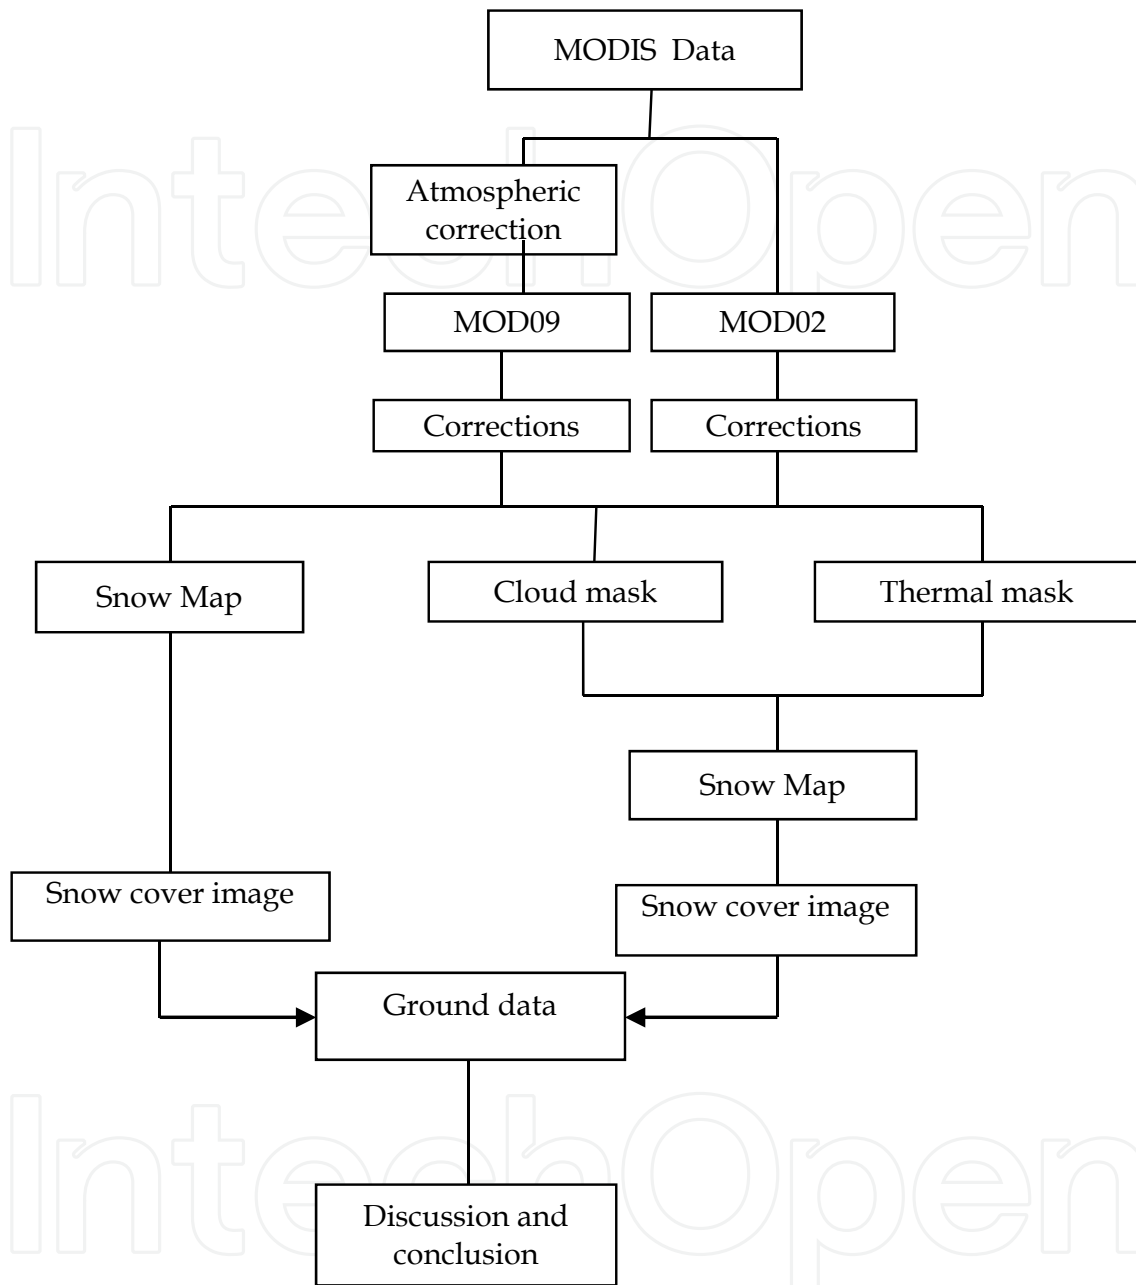 MODIS Data
Atmospheric
correction
MOD09
MOD02
Corrections
Corrections
Snow Map
Cloud mask
Thermal mask
Snow Map
Snow cover image
Snow cover image
Ground data
Discussion and
conclusion
IntechOpen
IntechOpen